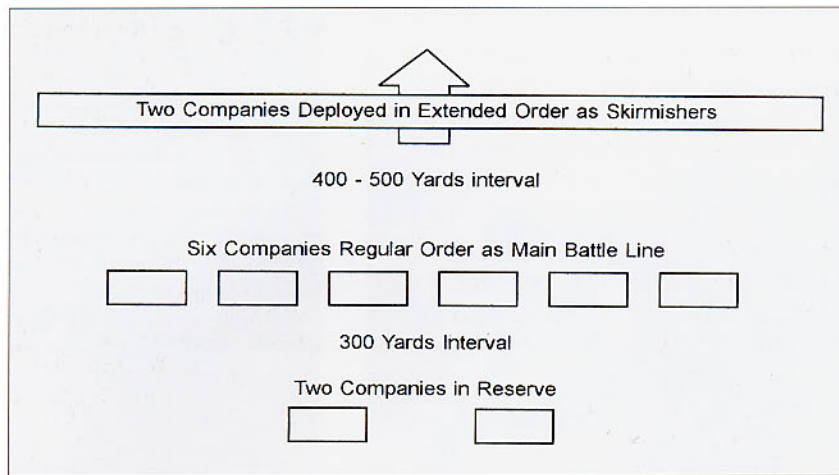 Two Companies Deployed in Extended Order as Skirmishers
400 - 500 Yards interval
Six Companies Regular Order as Main Battle Line
300 Yards Interval
Two Companies in Reserve